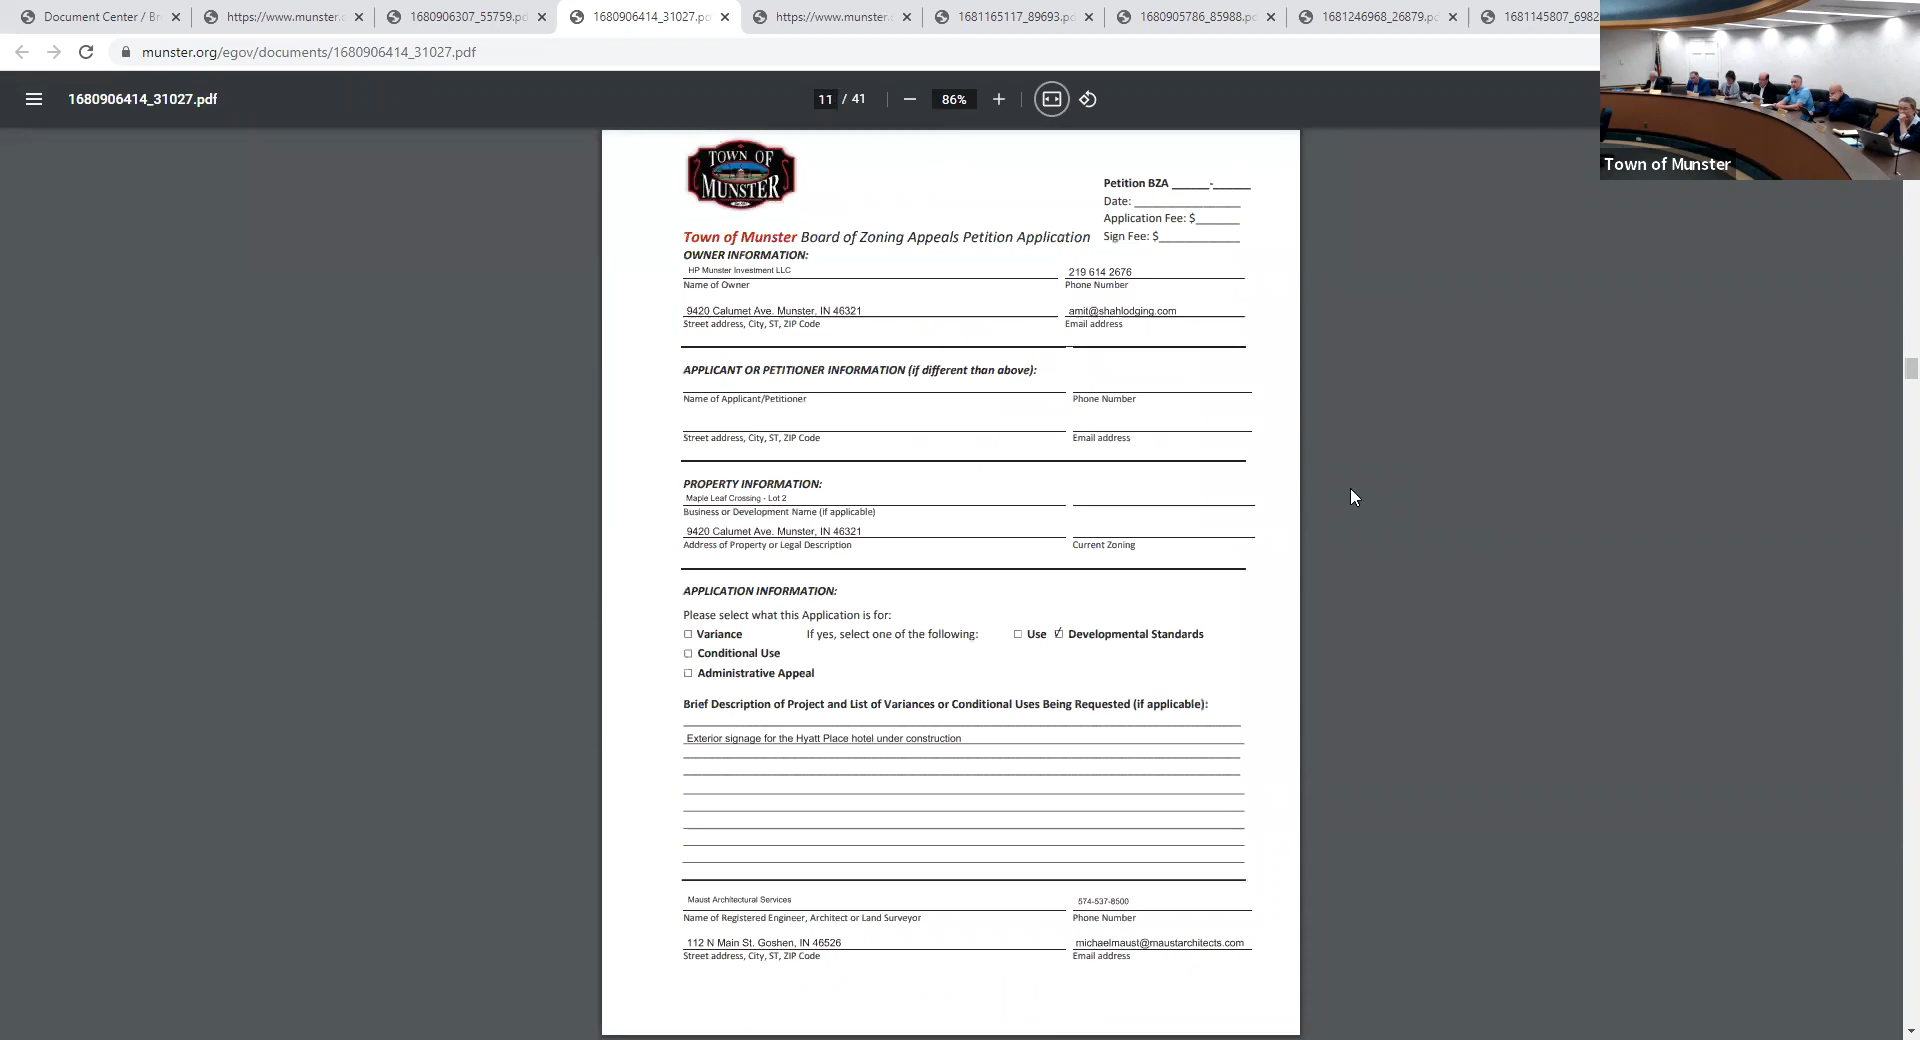 Document Center / Br
https://www.munster.c
1680906307_55759.pd
1680906414_31027.pd
https://www.munster.c
1681165117_89693.pd
1680905786_85988.pd
1681246968_26879.pd
1681145807_6982
munster.org/egov/documents/1680906414_31027.pdf
1680906414_31027.pdf
11 / 41
86%
Town of Munster
TOWN OF
MUNSTER
Petition BZA ______-______
Date: __________________
Application Fee: $_______
Sign Fee: $_____________
Town of Munster Board of Zoning Appeals Petition Application
OWNER INFORMATION:
HP Munster Investment LLC 219 614 2676
Name of Owner Phone Number
9420 Calumet Ave. Munster, IN 46321 amit@shahlodging.com
Street address, City, ST, ZIP Code Email address
APPLICANT OR PETITIONER INFORMATION (if different than above):
Name of Applicant/Petitioner Phone Number
Street address, City, ST, ZIP Code Email address
PROPERTY INFORMATION:
Maple Leaf Crossing - Lot 2
Business or Development Name (if applicable)
9420 Calumet Ave. Munster, IN 46321
Address of Property or Legal Description Current Zoning
APPLICATION INFORMATION:
Please select what this Application is for:
☐ Variance If yes, select one of the following: ☐ Use ☑ Developmental Standards
☐ Conditional Use
☐ Administrative Appeal
Brief Description of Project and List of Variances or Conditional Uses Being Requested (if applicable):
Exterior signage for the Hyatt Place hotel under construction
Maust Architectural Services 574-537-8500
Name of Registered Engineer, Architect or Land Surveyor Phone Number
112 N Main St. Goshen, IN 46526 michaelmaust@maustarchitects.com
Street address, City, ST, ZIP Code Email address